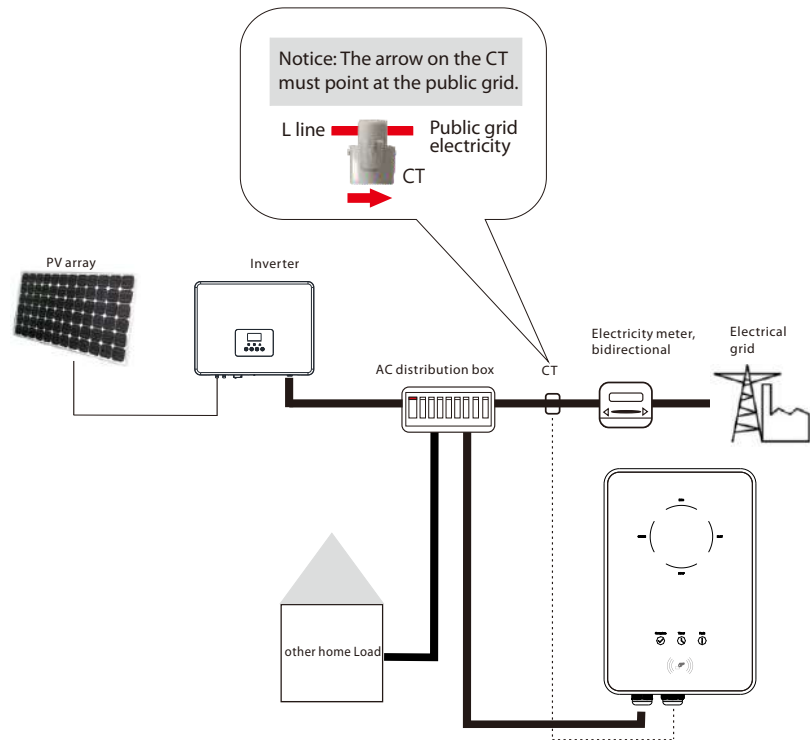 Notice: The arrow on the CT
must point at the public grid.
L line
Public grid
electricity
CT
PV array
Inverter
Electricity meter,
bidirectional
Electrical
grid
AC distribution box
CT
other home Load